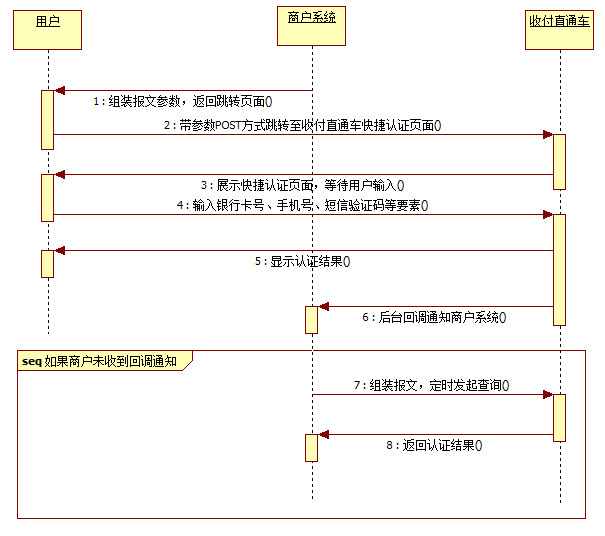 用户
商户系统
收付直通车
1 : 组装报文参数，返回跳转页面()
2 : 带参数POST方式跳转至收付直通车快捷认证页面()
3 : 展示快捷认证页面，等待用户输入()
4 : 输入银行卡号、手机号、短信验证码等要素()
5 : 显示认证结果()
6 : 后台回调通知商户系统()
seq 如果商户未收到回调通知
7 : 组装报文，定时发起查询()
8 : 返回认证结果()